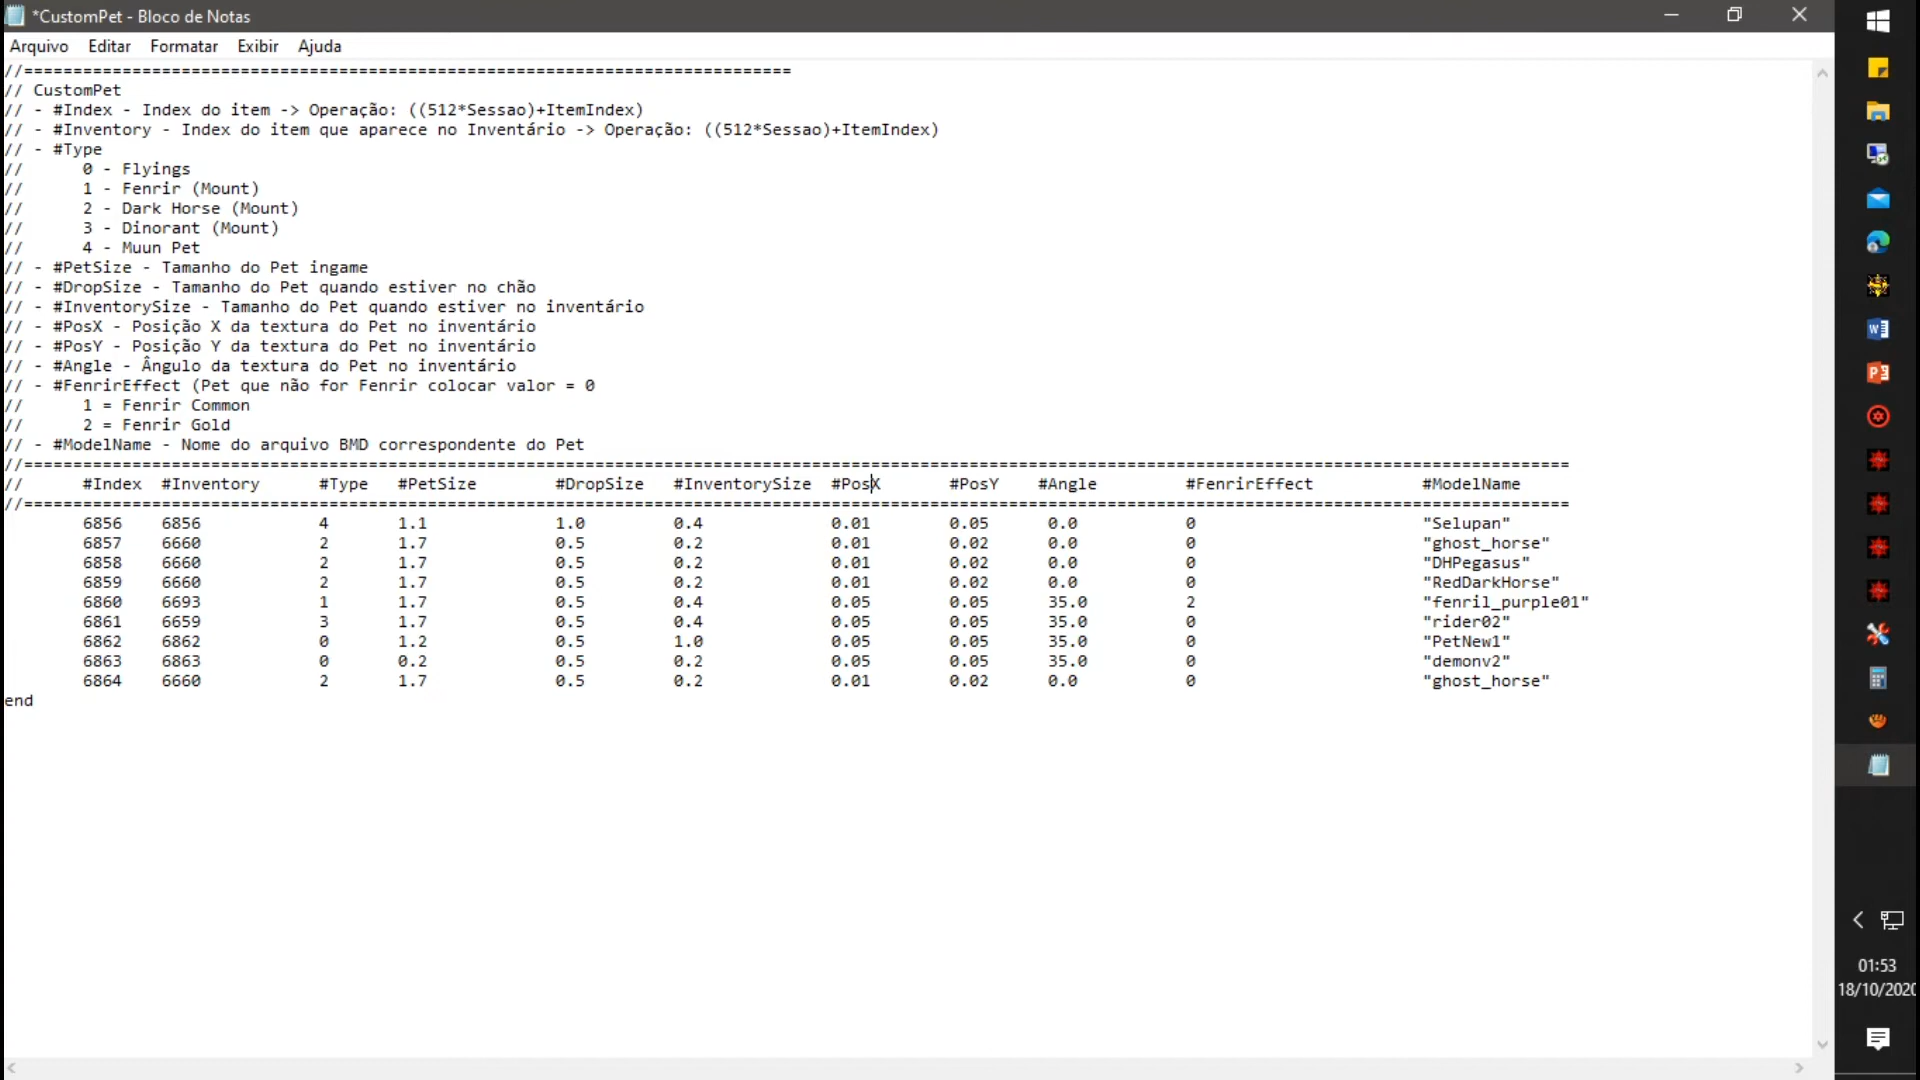 *CustomPet - Bloco de Notas
Arquivo Editar Formatar Exibir Ajuda
//==============================================================================
// CustomPet
// - #Index - Index do item -> Operação: ((512*Sessao)+ItemIndex)
// - #Inventory - Index do item que aparece no Inventário -> Operação: ((512*Sessao)+ItemIndex)
// - #Type
// 0 - Flyings
// 1 - Fenrir (Mount)
// 2 - Dark Horse (Mount)
// 3 - Dinorant (Mount)
// 4 - Muun Pet
// - #PetSize - Tamanho do Pet ingame
// - #DropSize - Tamanho do Pet quando estiver no chão
// - #InventorySize - Tamanho do Pet quando estiver no inventário
// - #PosX - Posição X da textura do Pet no inventário
// - #PosY - Posição Y da textura do Pet no inventário
// - #Angle - Ângulo da textura do Pet no inventário
// - #FenrirEffect (Pet que não for Fenrir colocar valor = 0
// 1 = Fenrir Common
// 2 = Fenrir Gold
// - #ModelName - Nome do arquivo BMD correspondente do Pet
//=============================================================================================================================================================
// #Index #Inventory #Type #PetSize #DropSize #InventorySize #PosX #PosY #Angle #FenrirEffect #ModelName
//=============================================================================================================================================================
6856 6856 4 1.1 1.0 0.4 0.01 0.05 0.0 0 "Selupan"
6857 6660 2 1.7 0.5 0.2 0.01 0.02 0.0 0 "ghost_horse"
6858 6660 2 1.7 0.5 0.2 0.01 0.02 0.0 0 "DHPegasus"
6859 6660 2 1.7 0.5 0.2 0.01 0.02 0.0 0 "RedDarkHorse"
6860 6693 1 1.7 0.5 0.4 0.05 0.05 35.0 2 "fenril_purple01"
6861 6659 3 1.7 0.5 0.4 0.05 0.05 35.0 0 "rider02"
6862 6862 0 1.2 0.5 1.0 0.05 0.05 35.0 0 "PetNew1"
6863 6863 0 0.2 0.5 0.2 0.05 0.05 35.0 0 "demonv2"
6864 6660 2 1.7 0.5 0.2 0.01 0.02 0.0 0 "ghost_horse"
end
01:53
18/10/2020